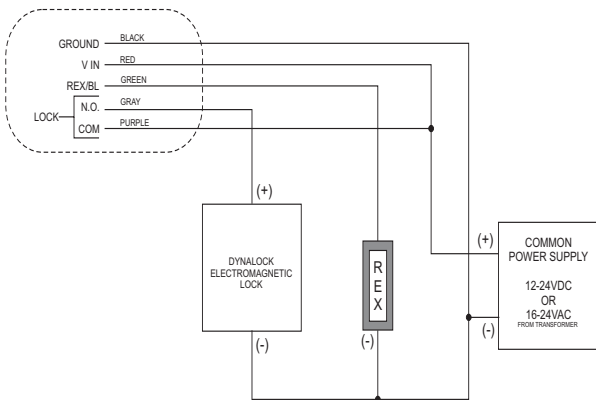 GROUND
BLACK
V IN
RED
REX/BL
GREEN
LOCK
N.O.
GRAY
COM
PURPLE
(+)
DYNALOCK
ELECTROMAGNETIC
LOCK
(-)
R
E
X
(-)
(+)
COMMON
POWER SUPPLY
12-24VDC
OR
16-24VAC
FROM TRANSFORMER
(-)